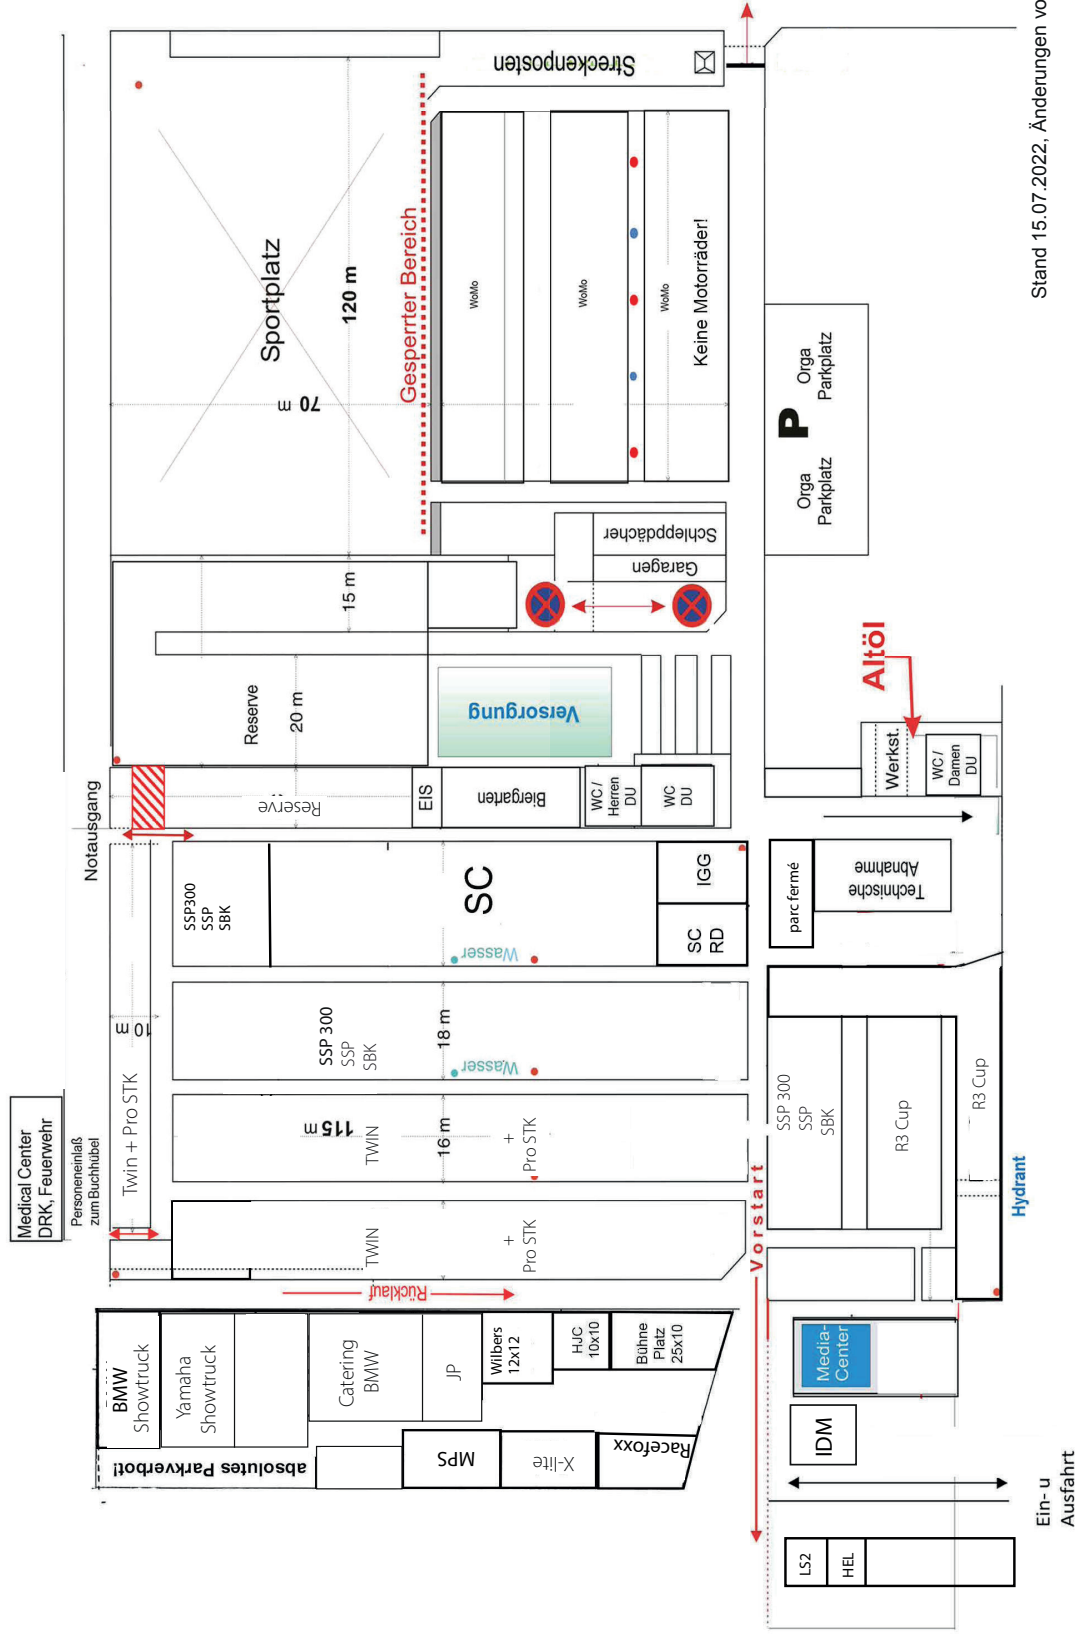 Stand 15.07.2022, Änderungen vo
Streckenposten
Sportplatz
120 m
70 m
Gesperrter Bereich
WoMo
WoMo
WoMo
Keine Motorräder!
P
Orga
Parkplatz
Orga
Parkplatz
Schleppdächer
Garagen
15 m
Reserve
20 m
Versorgung
Altöl
Werkst.
WC /
Damen
DU
Notausgang
Reserve
EIS
Biergarten
WC /
Herren
DU
WC
DU
SSP300
SSP
SBK
SC
Wasser
IGG
SC
RD
parc fermé
Technische
Abnahme
10 m
Twin + Pro STK
SSP 300
SSP
SBK
18 m
Wasser
115 m
TWIN
16 m
+
Pro STK
TWIN
+
Pro STK
SSP 300
SSP
SBK
R3 Cup
R3 Cup
Hydrant
Medical Center
DRK, Feuerwehr
Personeneinlaß
zum Buchhübel
Rücklauf
Vorstart
BMW
Showtruck
Yamaha
Showtruck
Catering
BMW
JP
Wilbers
12x12
HJC
10x10
Bühne
Platz
25x10
absolutes Parkverbot!
MPS
X-lite
Racefoxx
Media-
Center
IDM
Ein- u
Ausfahrt
LS2
HEL